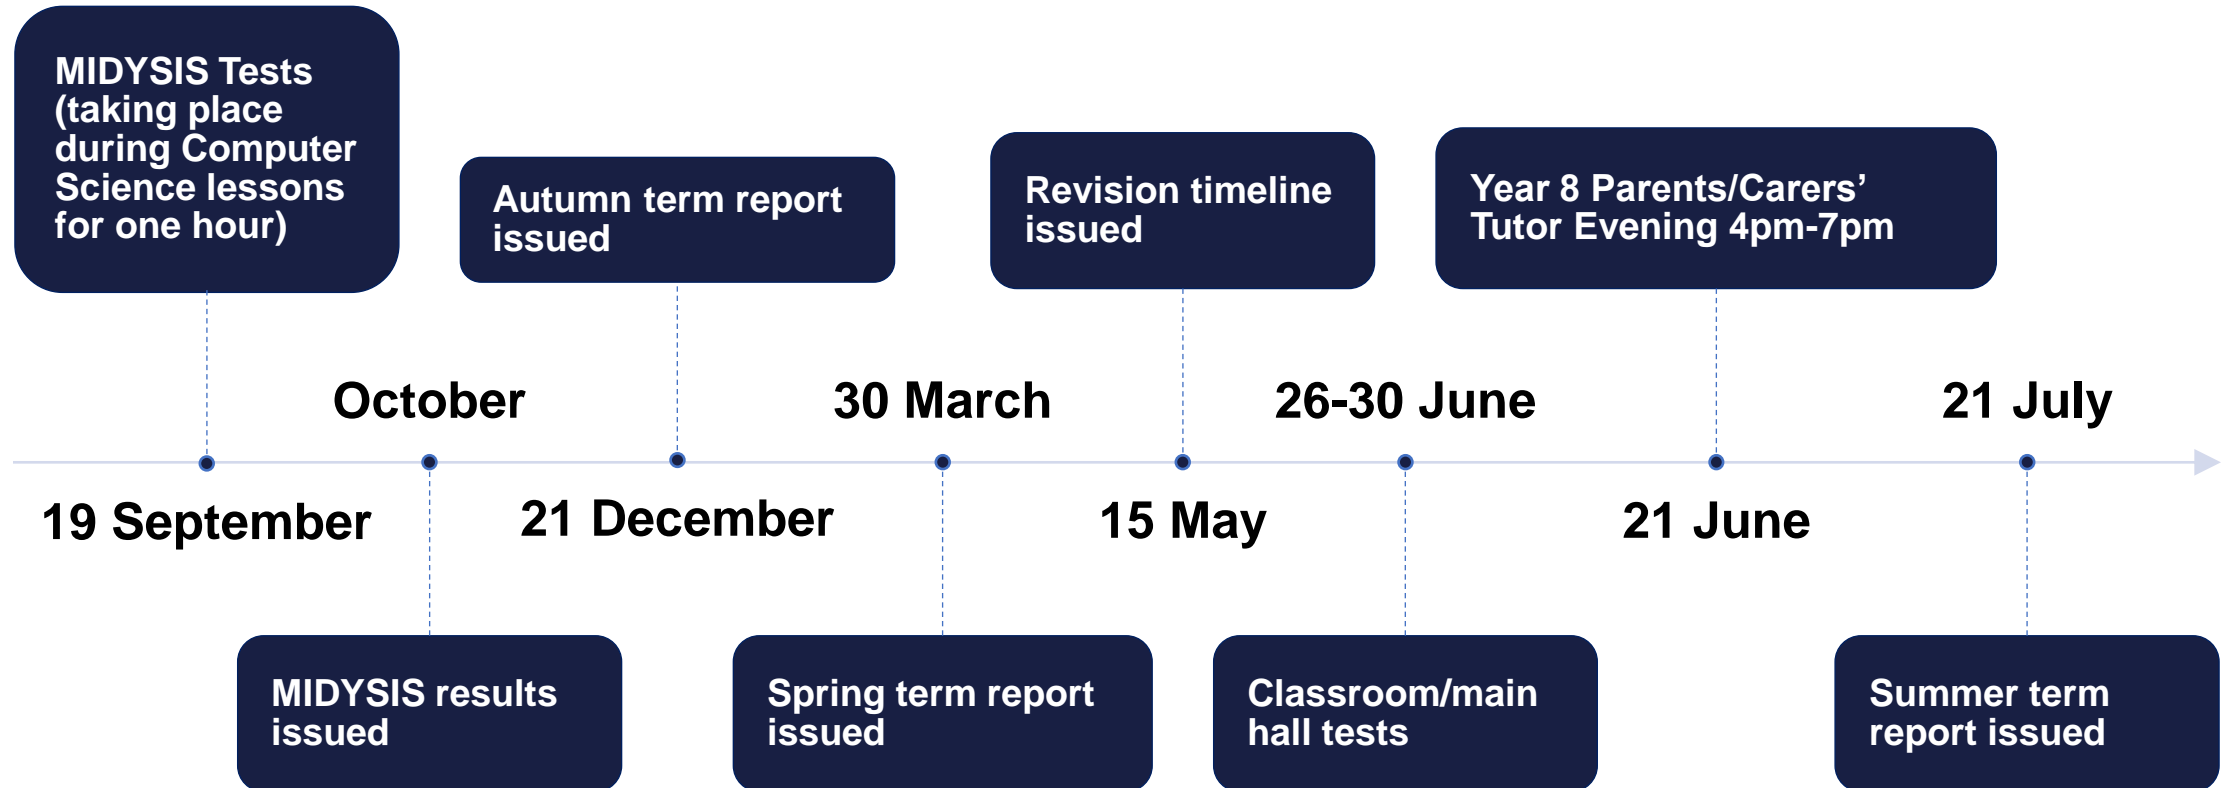 MIDYSIS Tests
(taking place
during Computer
Science lessons
for one hour)
19 September
October
MIDYSIS results
issued
Autumn term report
issued
21 December
30 March
Spring term report
issued
Revision timeline
issued
15 May
26-30 June
Classroom/main
hall tests
Year 8 Parents/Carers’
Tutor Evening 4pm-7pm
21 June
21 July
Summer term
report issued